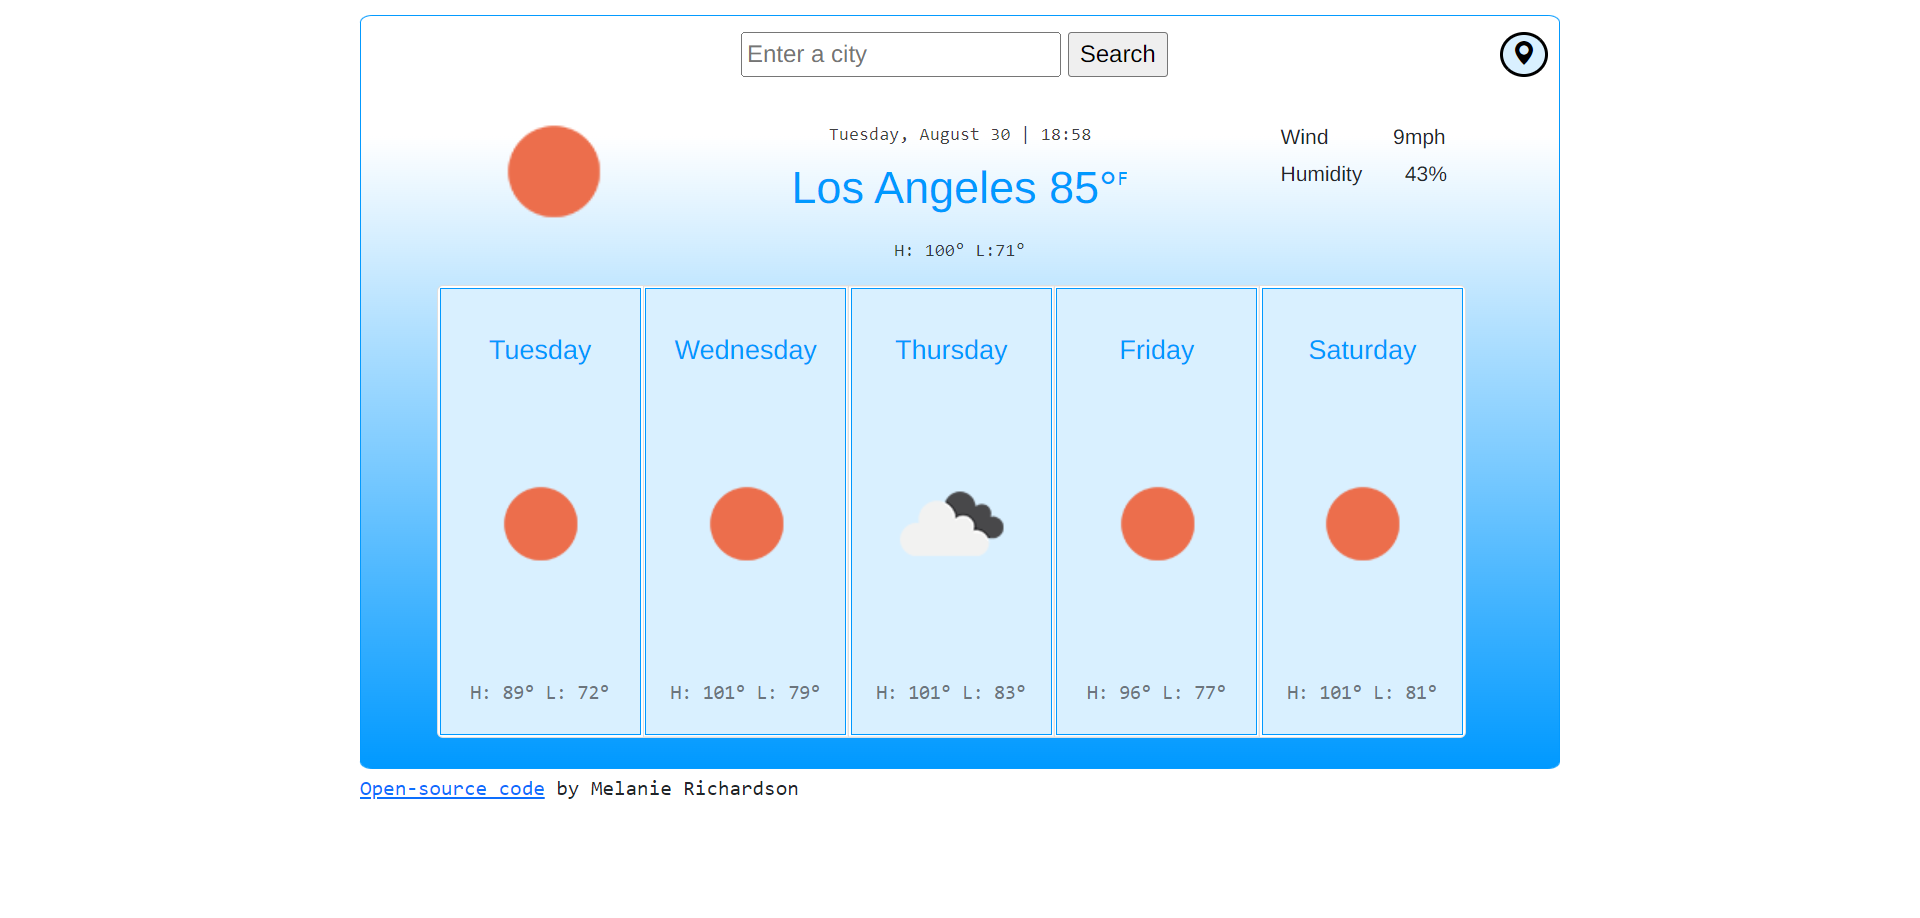 Enter a city Search
Tuesday, August 30 | 18:58
Los Angeles 85°F
H: 100° L:71°
Wind 9mph
Humidity 43%
Tuesday Wednesday Thursday Friday Saturday
H: 89° L: 72° H: 101° L: 79° H: 101° L: 83° H: 96° L: 77° H: 101° L: 81°
Open-source code by Melanie Richardson